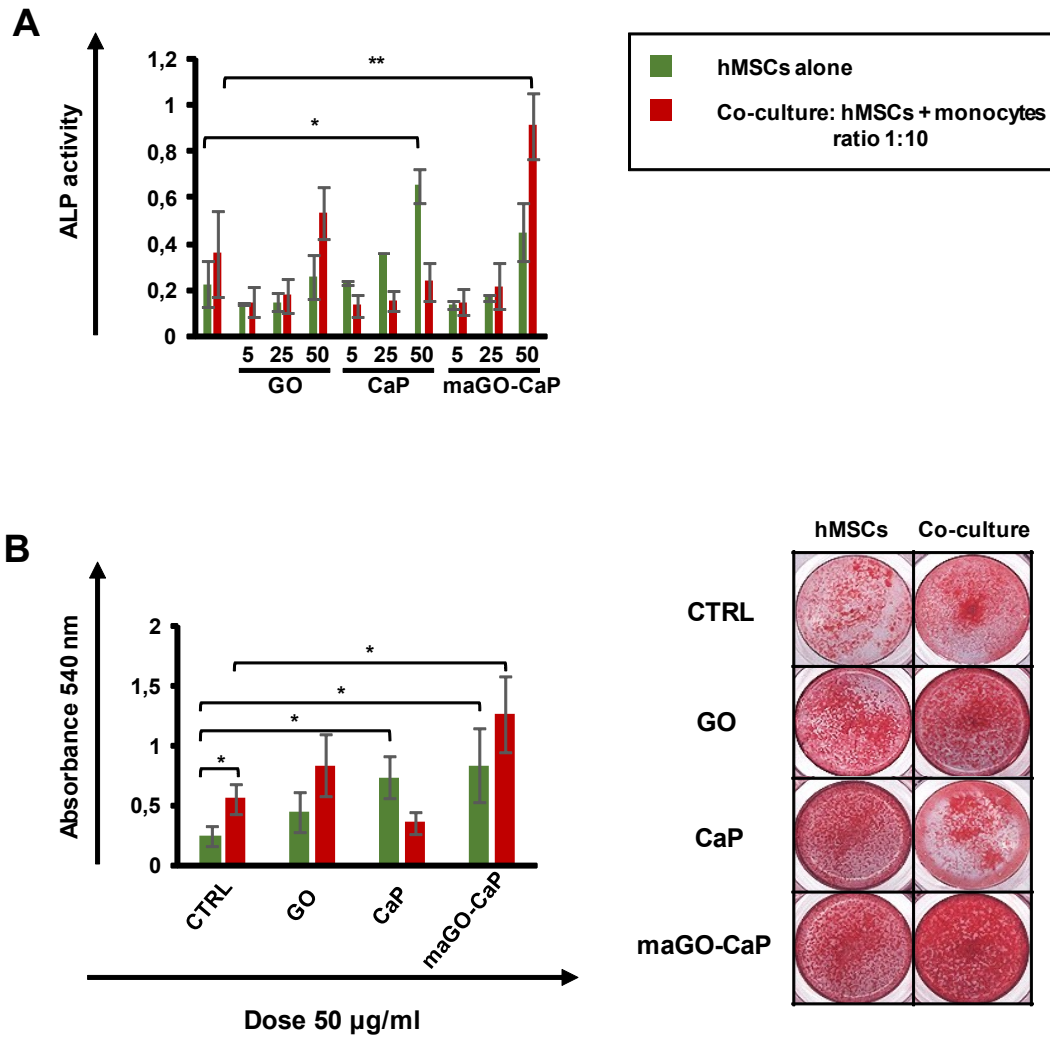 A
ALP activity
1,2
1
0,8
0,6
0,4
0,2
0
**
*
5 25 50 5 25 50 5 25 50
GO CaP maGO-CaP
hMSCs alone
Co-culture: hMSCs + monocytes
ratio 1:10
B
Absorbance 540 nm
2
1,5
1
0,5
0
*
*
*
*
CTRL GO CaP maGO-CaP
Dose 50 µg/ml
hMSCs Co-culture
CTRL
GO
CaP
maGO-CaP